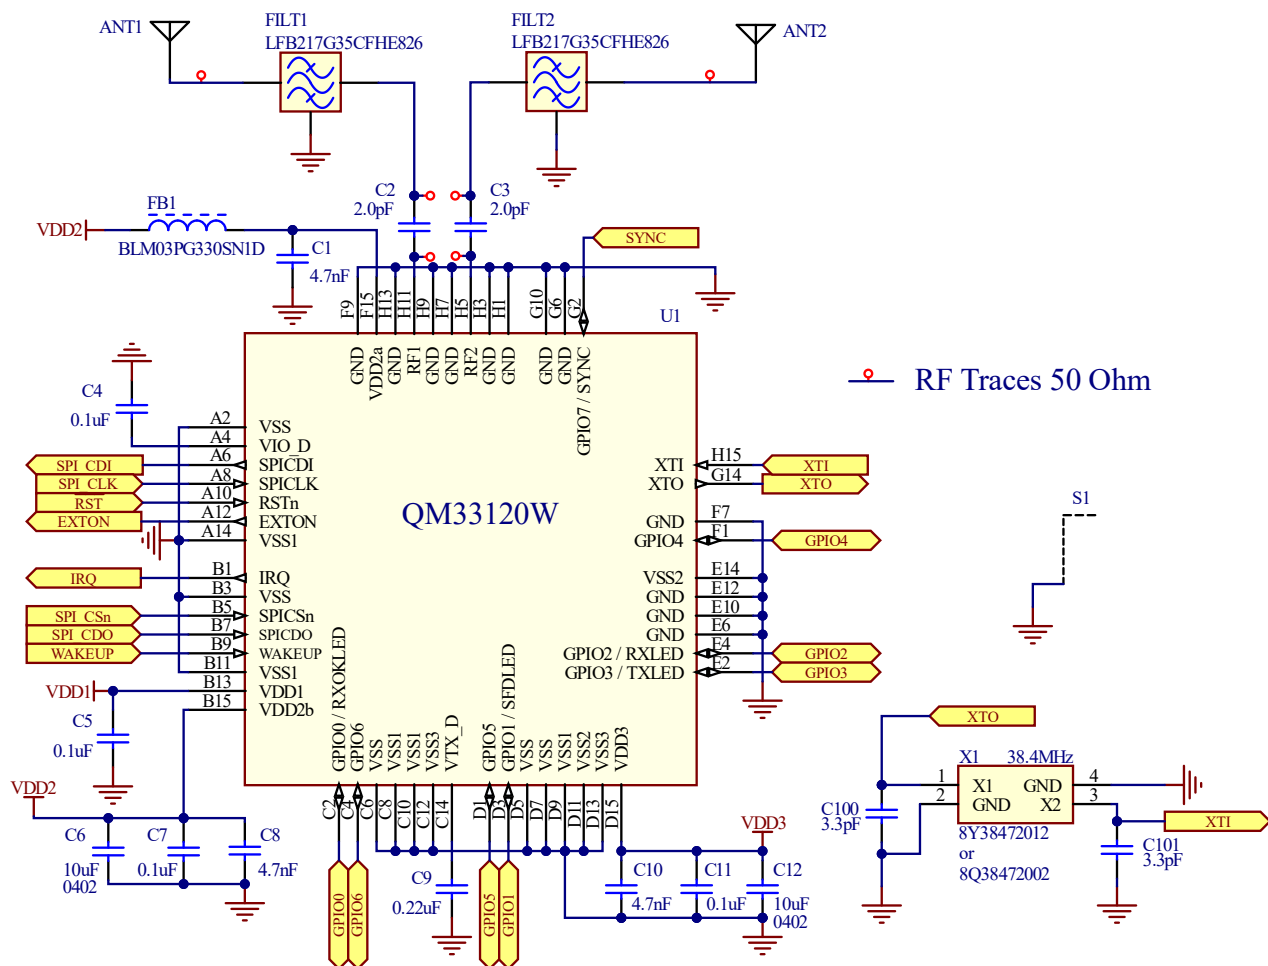 ANT1
FILT1
LFB217G35CFHE826
FILT2
LFB217G35CFHE826
ANT2
C2
2.0pF
C3
2.0pF
VDD2
FB1
BLM03PG330SN1D
C1
4.7nF
SYNC
F9
F15
H13
H11
H9
H7
H5
H3
H1
G10
G6
G2
U1
GND
VDD2a
GND
RF1
GND
GND
RF2
GND
GND
GND
GND
GPIO7 / SYNC
RF Traces 50 Ohm
C4
0.1uF
A2
VSS
A4
VIO_D
SPI_CDI
A6
SPICDI
SPI_CLK
A8
SPICLK
RST
A10
RSTn
EXTON
A12
EXTON
A14
VSS1
IRQ
B1
IRQ
B3
VSS
SPI_CSn
B5
SPICSn
SPI_CDO
B7
SPICDO
WAKEUP
B9
WAKEUP
B11
VSS1
VDD1
B13
VDD1
B15
VDD2b
QM33120W
XTI
H15
XTI
XTO
G14
XTO
GND
F7
GPIO4
F1
GPIO4
VSS2
E14
GND
E12
GND
E10
GND
E6
GPIO2 / RXLED
E4
GPIO2
GPIO3 / TXLED
E2
GPIO3
S1
C5
0.1uF
VDD2
C6
10uF
0402
C7
0.1uF
C8
4.7nF
GPIO0 / RXOKLED
GPIO6
VSS
VSS1
VSS1
VSS3
VTX_D
GPIO5
GPIO1 / SFDLED
VSS
VSS
VSS1
VSS2
VSS3
VDD3
C2
C4
C6
C8
C10
C12
C14
D1
D3
D5
D7
D9
D11
D13
D15
GPIO0
GPIO6
C9
0.22uF
GPIO5
GPIO1
VDD3
C10
4.7nF
C11
0.1uF
C12
10uF
0402
XTO
X1
38.4MHz
1
X1
GND
4
2
GND
X2
3
C100
3.3pF
8Y38472012
or
8Q38472002
XTI
C101
3.3pF